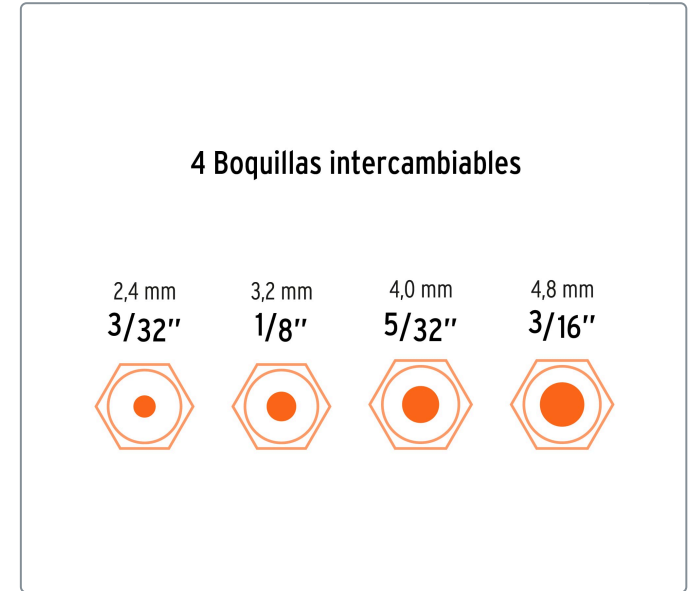 4 Boquillas intercambiables
2,4 mm 3,2 mm 4,0 mm 4,8 mm
3/32" 1/8" 5/32" 3/16"